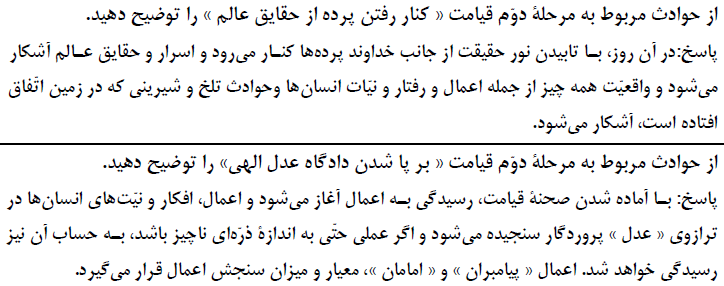 از حوادث مربوط به مرحلهٔ دوّم قیامت « کنار رفتن پرده از حقایق عالم » را توضیح دهید.
پاسخ:در آن روز، بـا تابیدن نور حقیقت از جانب خداوند پرده‌ها کنـار می‌رود و اسرار و حقایق عـالم آشکار
می‌شود و واقعیّت همه چیز از جمله اعمال و رفتار و نیّات انسان‌ها وحوادث تلخ و شیرینی که در زمین اتّفاق
افتاده است، آشکار می‌شود.
از حوادث مربوط به مرحلهٔ دوّم قیامت « بر پا شدن دادگاه عدل الهی» را توضیح دهید.
پاسخ: بـا آماده شدن صحنهٔ قیامت، رسیدگی بـه اعمال آغاز می‌شود و اعمال، افکار و نیّت‌های انسان‌ها در
ترازوی « عدل » پروردگار سنجیده می‌شود و اگر عملی حتّی به اندازهٔ ذرّه‌ای ناچیز باشد، بـه حساب آن نیز
رسیدگی خواهد شد. اعمال « پیامبران » و « امامان »، معیار و میزان سنجش اعمال قرار می‌گیرد.